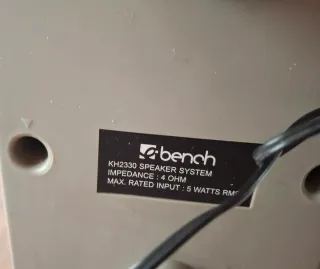 e-bench
KH2330 SPEAKER SYSTEM
IMPEDANCE : 4 OHM
MAX. RATED INPUT : 5 WATTS RMS